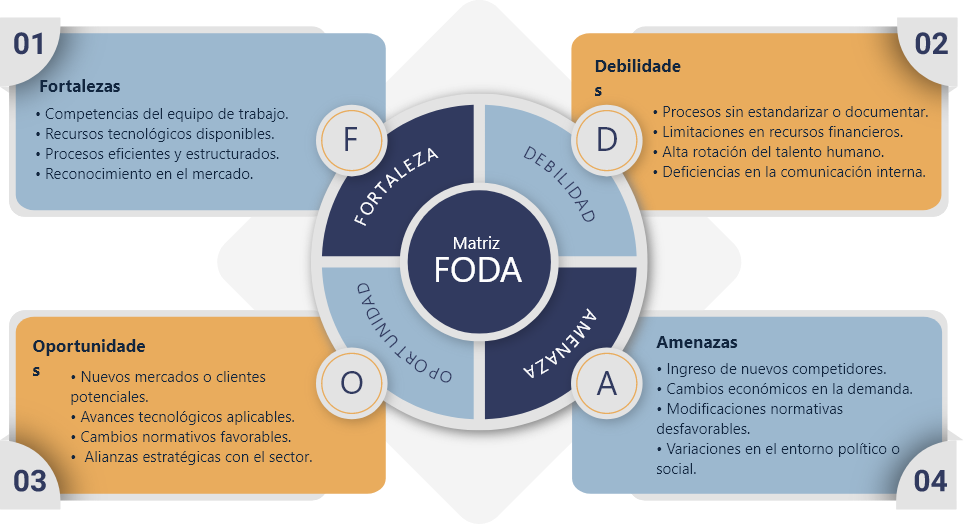 01
Fortalezas
• Competencias del equipo de trabajo.
• Recursos tecnológicos disponibles.
• Procesos eficientes y estructurados.
• Reconocimiento en el mercado.
02
Debilidade
s
• Procesos sin estandarizar o documentar.
• Limitaciones en recursos financieros.
• Alta rotación del talento humano.
• Deficiencias en la comunicación interna.
F
D
FORTALEZA
DEBILIDAD
Matriz
FODA
OPORTUNIDAD
AMENAZA
O
A
Oportunidade
s
• Nuevos mercados o clientes
potenciales.
• Avances tecnológicos aplicables.
• Cambios normativos favorables.
• Alianzas estratégicas con el sector.
03
Amenazas
• Ingreso de nuevos competidores.
• Cambios económicos en la demanda.
• Modificaciones normativas
desfavorables.
• Variaciones en el entorno político o
social.
04